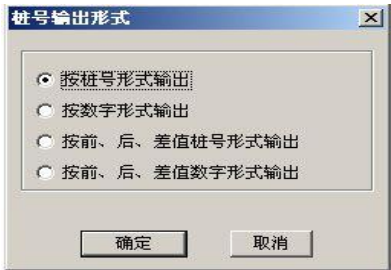 桩号输出形式
按桩号形式输出
按数字形式输出
按前、后、差值桩号形式输出
按前、后、差值数字形式输出
确定 取消